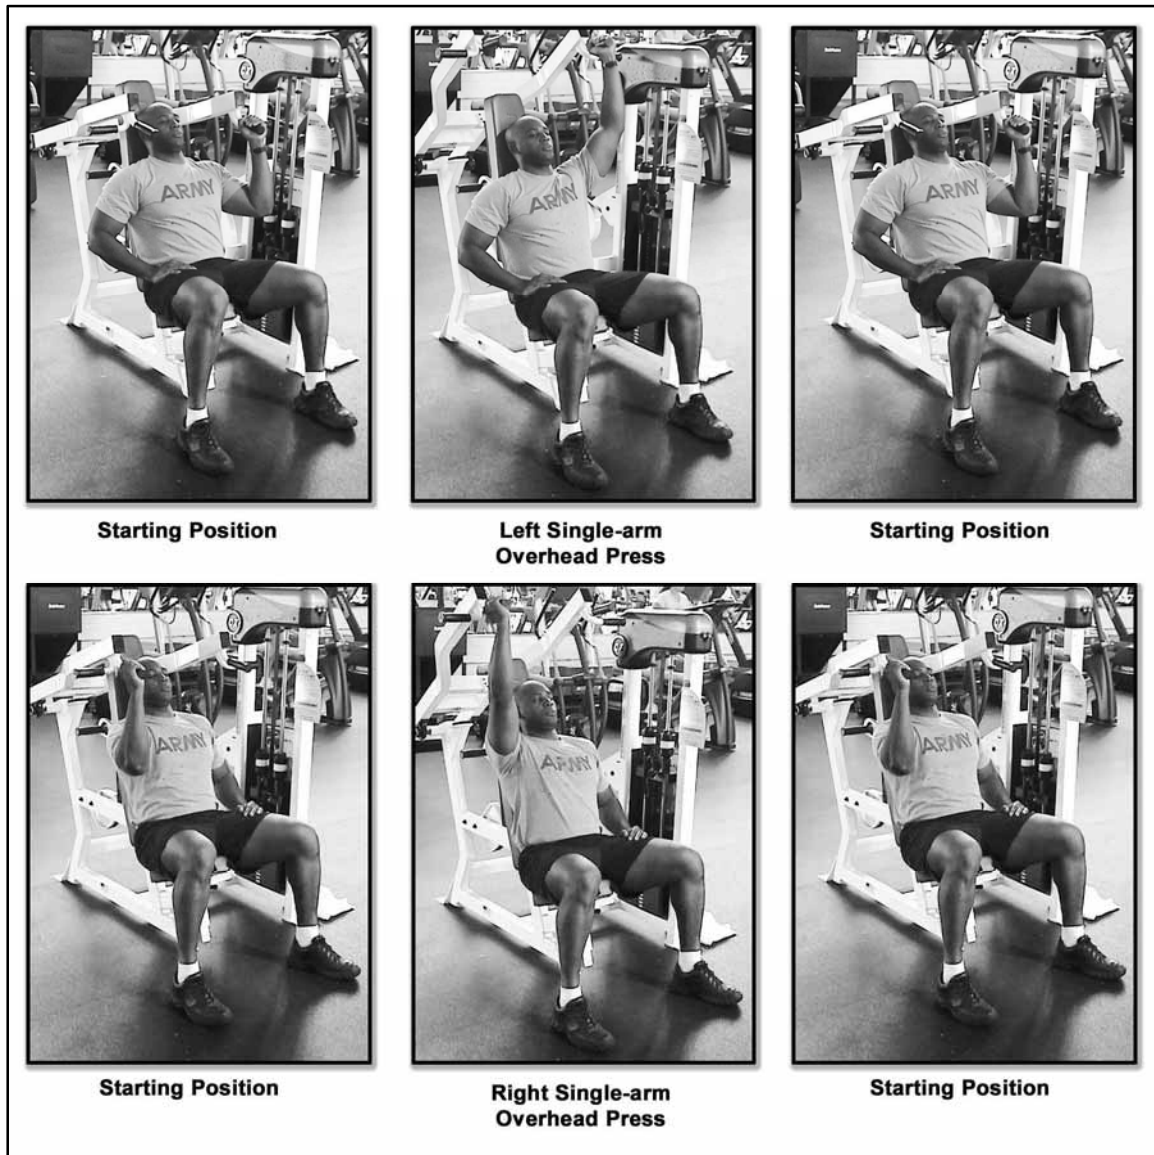 ARMY
ARMY
ARMY
Starting Position
Left Single-arm
Overhead Press
Starting Position
ARMY
ARMY
ARMY
Starting Position
Right Single-arm
Overhead Press
Starting Position